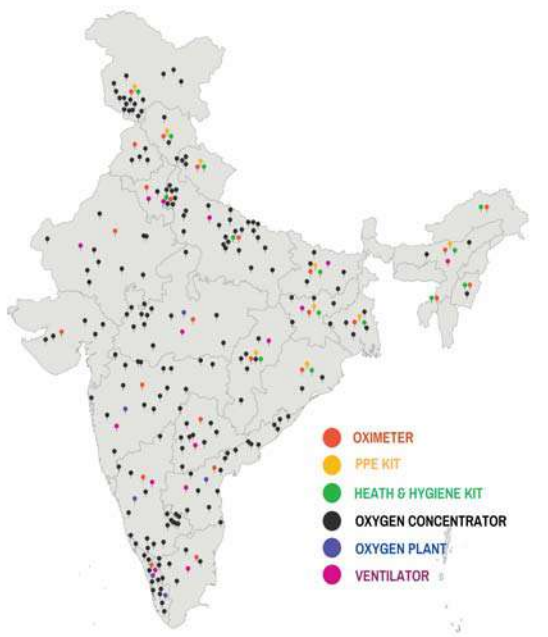 OXIMETER
PPE KIT
HEATH & HYGIENE KIT
OXYGEN CONCENTRATOR
OXYGEN PLANT
VENTILATOR